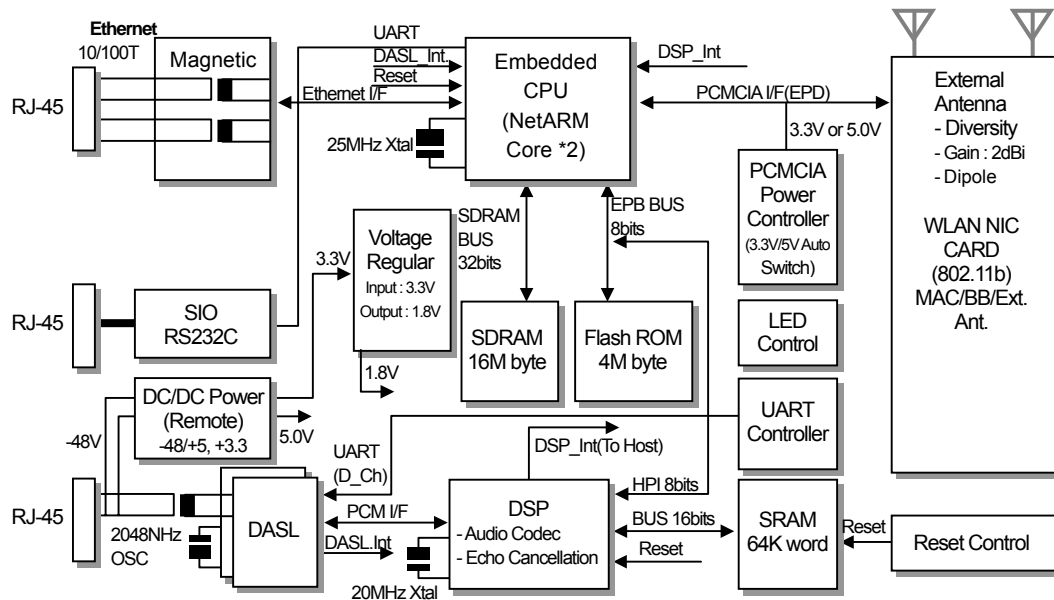 Ethernet
10/100T
RJ-45
Magnetic
Ethernet I/F
UART
DASL_Int.
Reset
25MHz Xtal
Embedded
CPU
(NetARM
Core *2)
DSP_Int
PCMCIA I/F(EPD)
3.3V or 5.0V
PCMCIA
Power
Controller
(3.3V/5V Auto
Switch)
External
Antenna
- Diversity
- Gain : 2dBi
- Dipole
WLAN NIC
CARD
(802.11b)
MAC/BB/Ext.
Ant.
RJ-45
SIO
RS232C
3.3V
Voltage
Regular
Input : 3.3V
Output : 1.8V
1.8V
SDRAM
BUS
32bits
EPB BUS
8bits
SDRAM
16M byte
Flash ROM
4M byte
LED
Control
UART
Controller
-48V
DC/DC Power
(Remote)
-48/+5, +3.3
5.0V
RJ-45
2048NHz
OSC
DASL
UART
(D_Ch)
PCM I/F
DASL.Int
20MHz Xtal
DSP_Int(To Host)
DSP
- Audio Codec
- Echo Cancellation
HPI 8bits
BUS 16bits
Reset
SRAM
64K word
Reset
Reset Control